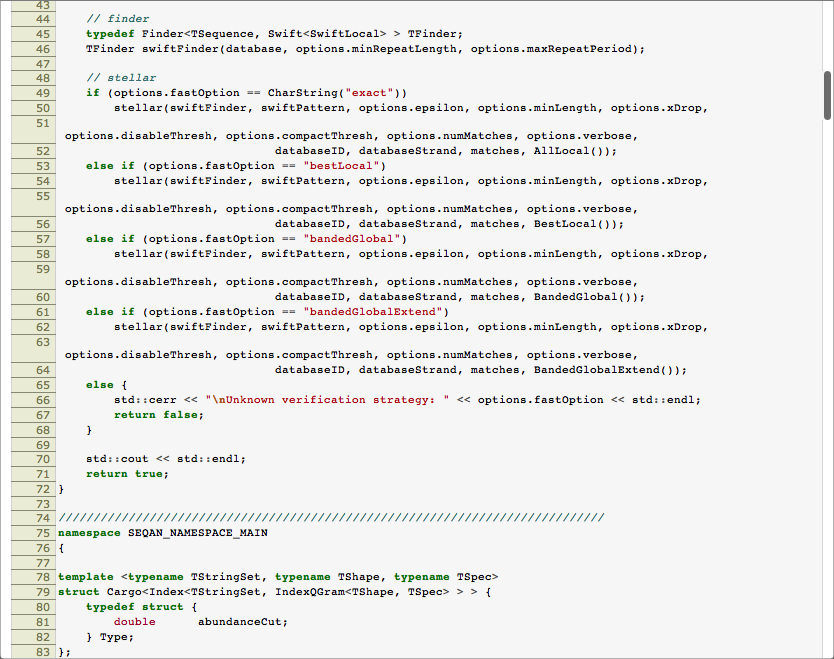 43
44 // finder
45 typedef Finder<TSequence, Swift<SwiftLocal> > TFinder;
46 TFinder swiftFinder(database, options.minRepeatLength, options.maxRepeatPeriod);
47
48 // stellar
49 if (options.fastOption == CharString("exact"))
50 stellar(swiftFinder, swiftPattern, options.epsilon, options.minLength, options.xDrop,
51
options.disableThresh, options.compactThresh, options.numMatches, options.verbose,
52 databaseID, databaseStrand, matches, AllLocal());
53 else if (options.fastOption == "bestLocal")
54 stellar(swiftFinder, swiftPattern, options.epsilon, options.minLength, options.xDrop,
55
options.disableThresh, options.compactThresh, options.numMatches, options.verbose,
56 databaseID, databaseStrand, matches, BestLocal());
57 else if (options.fastOption == "bandedGlobal")
58 stellar(swiftFinder, swiftPattern, options.epsilon, options.minLength, options.xDrop,
59
options.disableThresh, options.compactThresh, options.numMatches, options.verbose,
60 databaseID, databaseStrand, matches, BandedGlobal());
61 else if (options.fastOption == "bandedGlobalExtend")
62 stellar(swiftFinder, swiftPattern, options.epsilon, options.minLength, options.xDrop,
63
options.disableThresh, options.compactThresh, options.numMatches, options.verbose,
64 databaseID, databaseStrand, matches, BandedGlobalExtend());
65 else {
66 std::cerr << "\nUnknown verification strategy: " << options.fastOption << std::endl;
67 return false;
68 }
69
70 std::cout << std::endl;
71 return true;
72 }
73
74 //////////////////////////////////////////////////////////////////////////////
75 namespace SEQAN_NAMESPACE_MAIN
76 {
77
78 template <typename TStringSet, typename TShape, typename TSpec>
79 struct Cargo<Index<TStringSet, IndexQGram<TShape, TSpec> > > {
80 typedef struct {
81 double abundanceCut;
82 } Type;
83 };